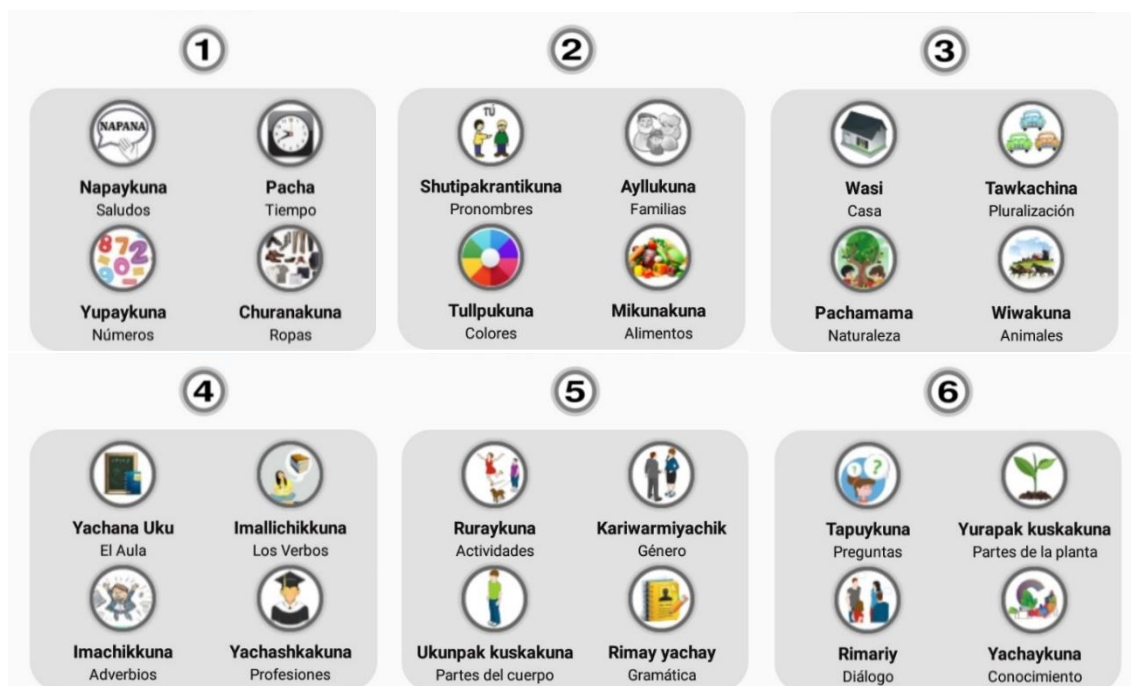 1
NAPANA
Napaykuna
Saludos
Pacha
Tiempo
Yupaykuna
Números
Churanakuna
Ropas
2
TÚ
Shutipakrantikuna
Pronombres
Ayllukuna
Familias
Tullpukuna
Colores
Mikunakuna
Alimentos
3
Wasi
Casa
Tawkachina
Pluralización
Pachamama
Naturaleza
Wiwakuna
Animales
4
Yachana Uku
El Aula
Imallichikkuna
Los Verbos
Imachikkuna
Adverbios
Yachashkakuna
Profesiones
5
Ruraykuna
Actividades
Kariwarmiyachik
Género
Ukunpak kuskakuna
Partes del cuerpo
Rimay yachay
Gramática
6
Tapuykuna
Preguntas
Yurapak kuskakuna
Partes de la planta
Rimariy
Diálogo
Yachaykuna
Conocimiento